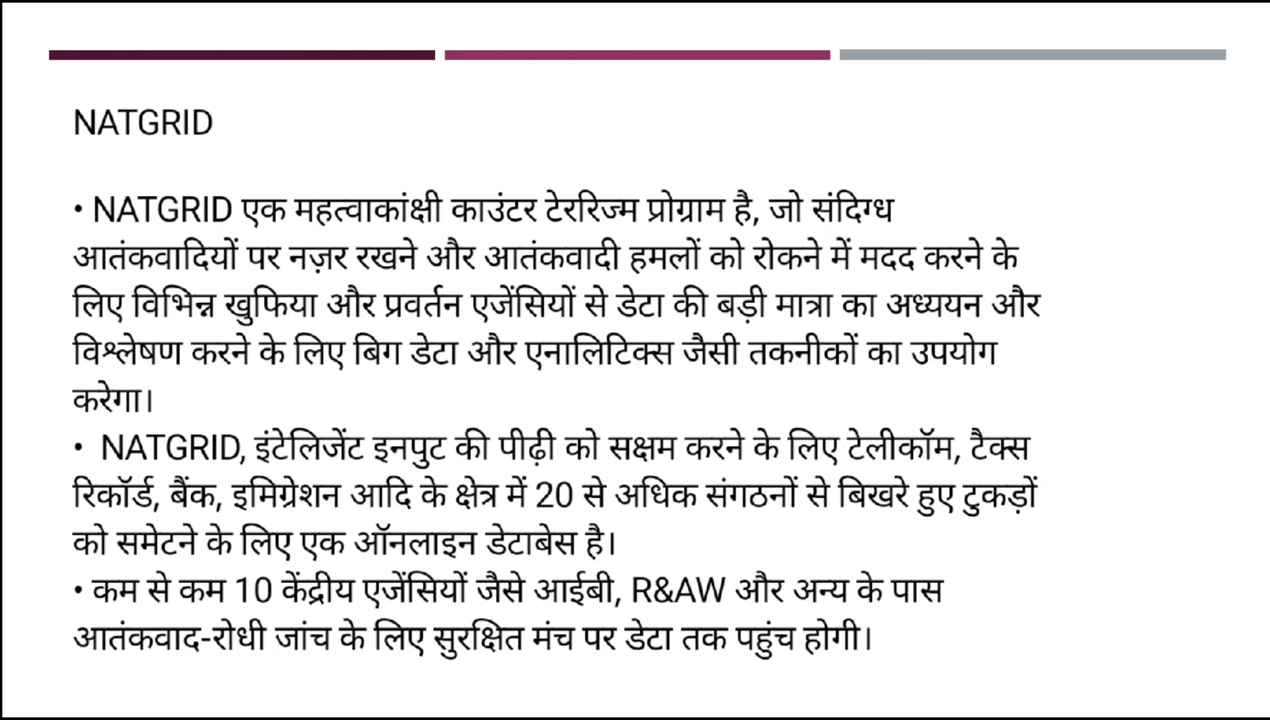 NATGRID
• NATGRID एक महत्वाकांक्षी काउंटर टेररिज्म प्रोग्राम है, जो संदिग्ध
आतंकवादियों पर नज़र रखने और आतंकवादी हमलों को रोकने में मदद करने के
लिए विभिन्न खुफिया और प्रवर्तन एजेंसियों से डेटा की बड़ी मात्रा का अध्ययन और
विश्लेषण करने के लिए बिग डेटा और एनालिटिक्स जैसी तकनीकों का उपयोग
करेगा।
• NATGRID, इंटेलिजेंट इनपुट की पीढ़ी को सक्षम करने के लिए टेलीकॉम, टैक्स
रिकॉर्ड, बैंक, इमिग्रेशन आदि के क्षेत्र में 20 से अधिक संगठनों से बिखरे हुए टुकड़ों
को समेटने के लिए एक ऑनलाइन डेटाबेस है।
• कम से कम 10 केंद्रीय एजेंसियों जैसे आईबी, R&AW और अन्य के पास
आतंकवाद-रोधी जांच के लिए सुरक्षित मंच पर डेटा तक पहुंच होगी।